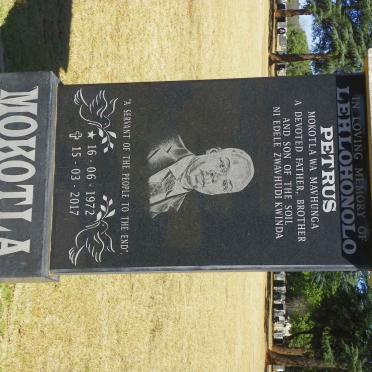 IN LOVING MEMORY OF
LEHLOHONOLO
PETRUS
MOKOTLA WA MAVHUNGA
A DEVOTED FATHER, BROTHER
AND SON OF THE SOIL
NI EDELE ZWAVHUDI KWINDA
"A SERVANT OF THE PEOPLE TO THE END".
16 · 06 · 1972
15 · 03 · 2017
MOKOTLA